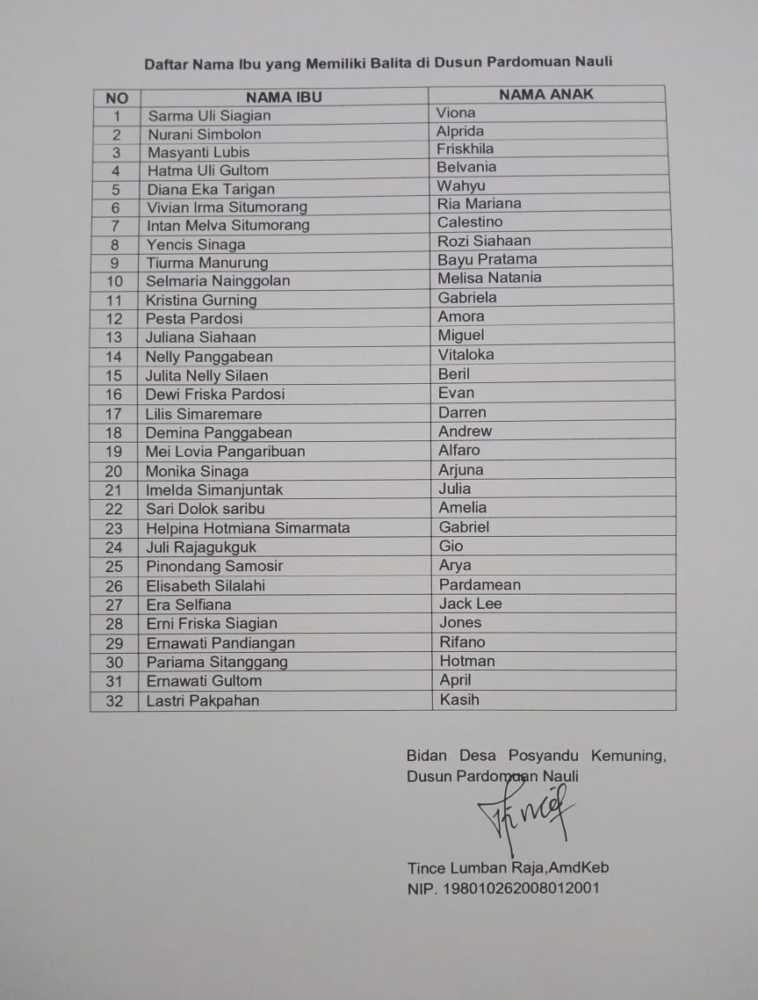 Daftar Nama Ibu yang Memiliki Balita di Dusun Pardomuan Nauli
NO NAMA IBU NAMA ANAK
1 Sarma Uli Siagian Viona
2 Nurani Simbolon Alprida
3 Masyanti Lubis Friskhila
4 Hatma Uli Gultom Belvania
5 Diana Eka Tarigan Wahyu
6 Vivian Irma Situmorang Ria Mariana
7 Intan Melva Situmorang Calestino
8 Yencis Sinaga Rozi Siahaan
9 Tiurma Manurung Bayu Pratama
10 Selmaria Nainggolan Melisa Natania
11 Kristina Gurning Gabriela
12 Pesta Pardosi Amora
13 Juliana Siahaan Miguel
14 Nelly Panggabean Vitaloka
15 Julita Nelly Silaen Beril
16 Dewi Friska Pardosi Evan
17 Lilis Simaremare Darren
18 Demina Panggabean Andrew
19 Mei Lovia Pangaribuan Alfaro
20 Monika Sinaga Arjuna
21 Imelda Simanjuntak Julia
22 Sari Dolok saribu Amelia
23 Helpina Hotmiana Simarmata Gabriel
24 Juli Rajagukguk Gio
25 Pinondang Samosir Arya
26 Elisabeth Silalahi Pardamean
27 Era Selfiana Jack Lee
28 Erni Friska Siagian Jones
29 Ernawati Pandiangan Rifano
30 Pariama Sitanggang Hotman
31 Ernawati Gultom April
32 Lastri Pakpahan Kasih
Bidan Desa Posyandu Kemuning,
Dusun Pardomuan Nauli
Tince
Tince Lumban Raja,AmdKeb
NIP. 198010262008012001